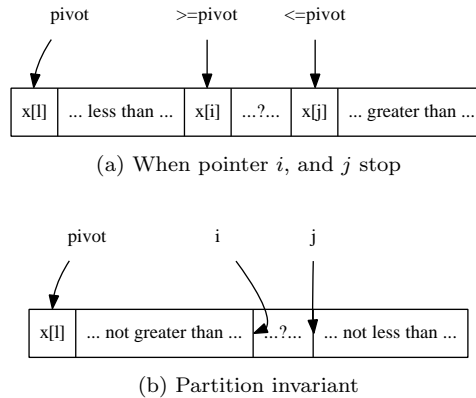 pivot >=pivot <=pivot
x[l] ... less than ... x[i] ...?... x[j] ... greater than ...
(a) When pointer i, and j stop
pivot i j
x[l] ... not greater than ... ...?... ... not less than ...
(b) Partition invariant